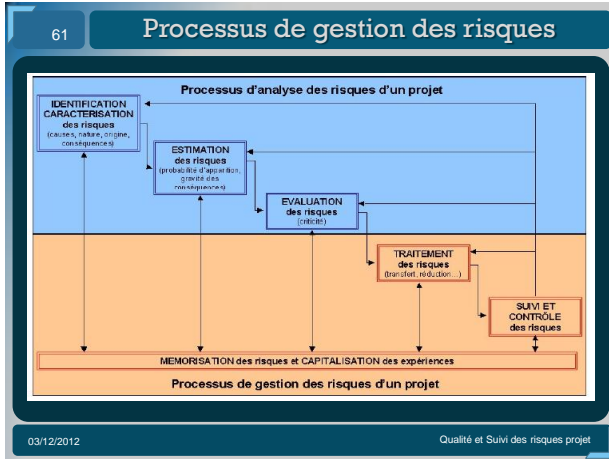 61
Processus de gestion des risques
Processus d'analyse des risques d'un projet
IDENTIFICATION
CARACTERISATION
des risques
(causes, nature, origine,
conséquences)
ESTIMATION
des risques
(probabilité d'apparition,
gravité des
conséquences)
EVALUATION
des risques
(criticité)
TRAITEMENT
des risques
(transfert, réduction...)
SUIVI ET
CONTRÔLE
des risques
MEMORISATION des risques et CAPITALISATION des expériences
Processus de gestion des risques d'un projet
03/12/2012
Qualité et Suivi des risques projet